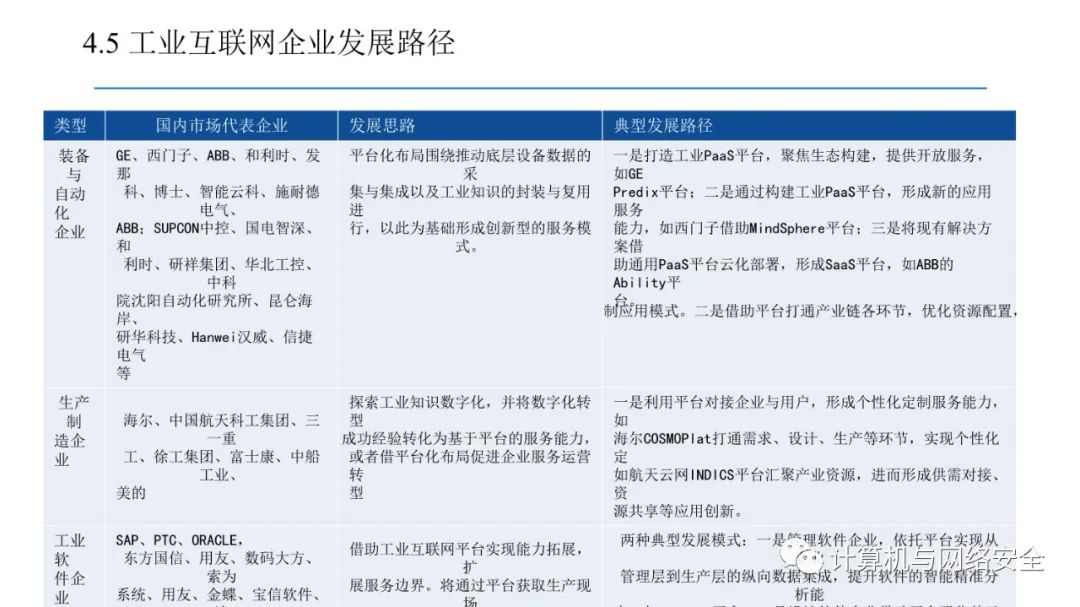 4.5 工业互联网企业发展路径
类型
国内市场代表企业
发展思路
典型发展路径
装备
与
自动
化
企业
GE、西门子、ABB、和利时、发
那
科、博士、智能云科、施耐德
电气、
ABB；SUPCON中控、国电智深、
和
利时、研祥集团、华北工控、
中科
院沈阳自动化研究所、昆仑海
岸、
研华科技、Hanwei汉威、信捷
电气
等
平台化布局围绕推动底层设备数据的
采
集与集成以及工业知识的封装与复用
进
行，以此为基础形成创新型的服务模
式。
一是打造工业PaaS平台，聚焦生态构建，提供开放服务，
如GE
Predix平台；二是通过构建工业PaaS平台，形成新的应用
服务
能力，如西门子借助MindSphere平台；三是将现有解决方
案借
助通用PaaS平台云化部署，形成SaaS平台，如ABB的
Ability平
台。
制应用模式。二是借助平台打通产业链各环节，优化资源配置，
生产
制
造企
业
海尔、中国航天科工集团、三
一重
工、徐工集团、富士康、中船
工业、
美的
探索工业知识数字化，并将数字化转
型
成功经验转化为基于平台的服务能力，
或者借平台化布局促进企业服务运营
转
型
一是利用平台对接企业与用户，形成个性化定制服务能力，
如
海尔COSMOPlat打通需求、设计、生产等环节，实现个性化
定
如航天云网INDICS平台汇聚产业资源，进而形成供需对接、
资
源共享等应用创新。
工业
软
件企
业
SAP、PTC、ORACLE，
东方国信、用友、数码大方、
索为
系统、用友、金蝶、宝信软件、
借助工业互联网平台实现能力拓展，
扩
展服务边界。将通过平台获取生产现
场
两种典型发展模式：一是管理软件企业，依托平台实现从
管理层到生产层的纵向数据集成，提升软件的智能精准分
析能
计算机与网络安全